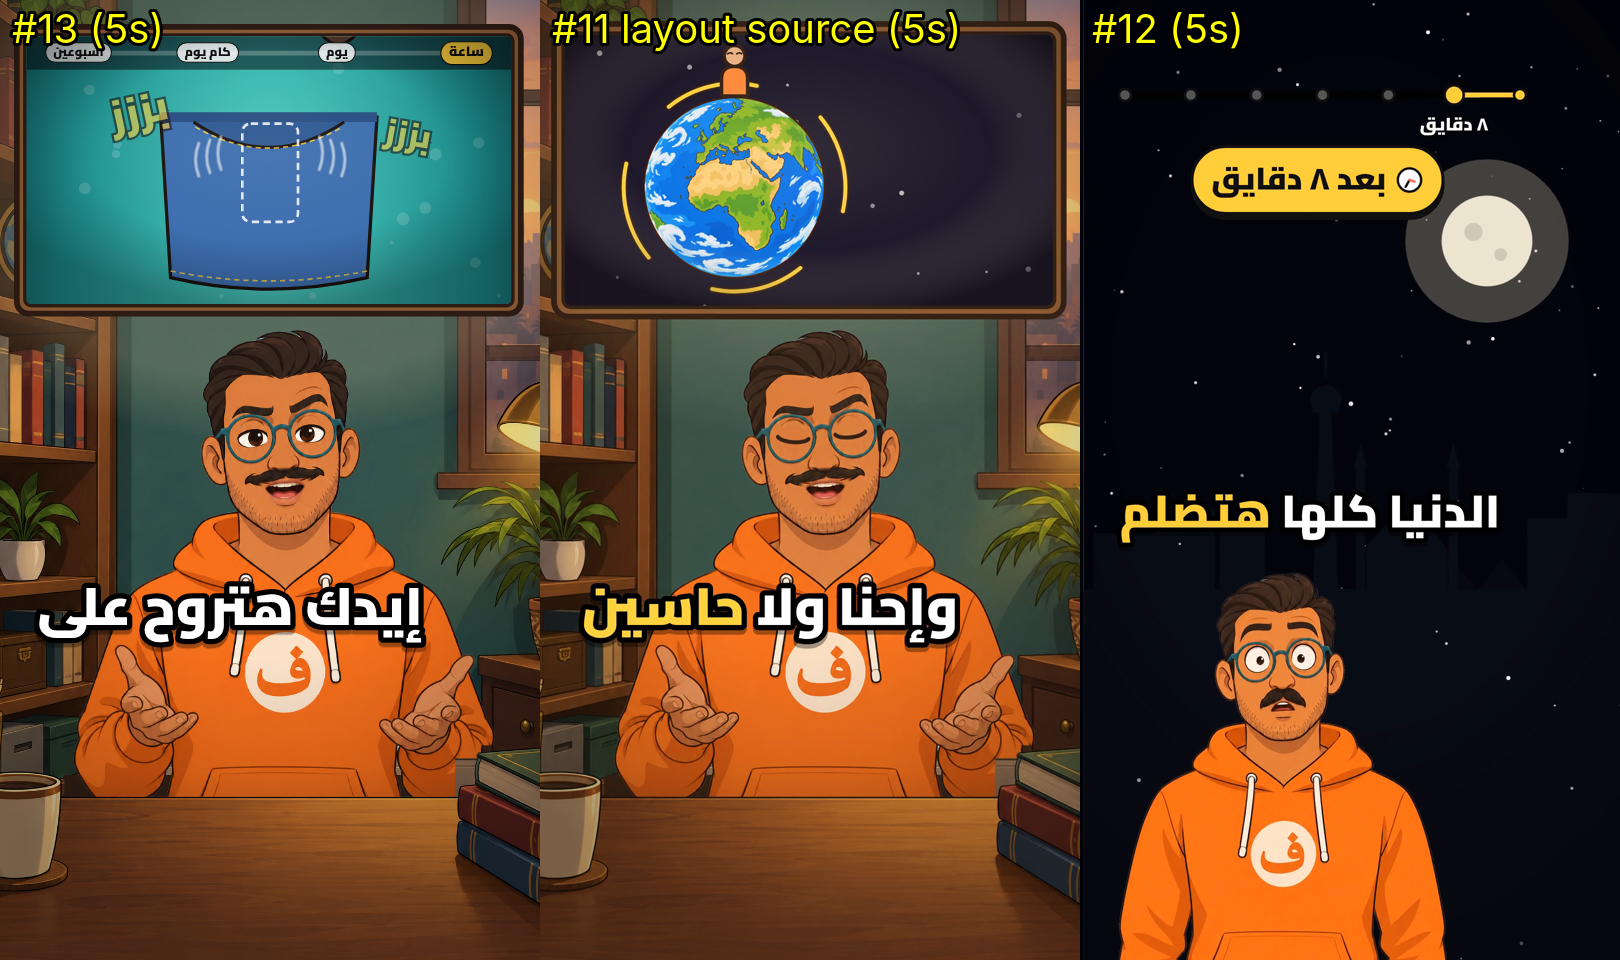 #13 (5s)
ساعة يوم كام يوم أسبوعين
بززز
بززز
إيدك هتروح على
ف
#11 layout source (5s)
وإحنا ولا حاسين
ف
#12 (5s)
٨ دقايق
بعد ٨ دقايق
الدنيا كلها هتضلم
ف